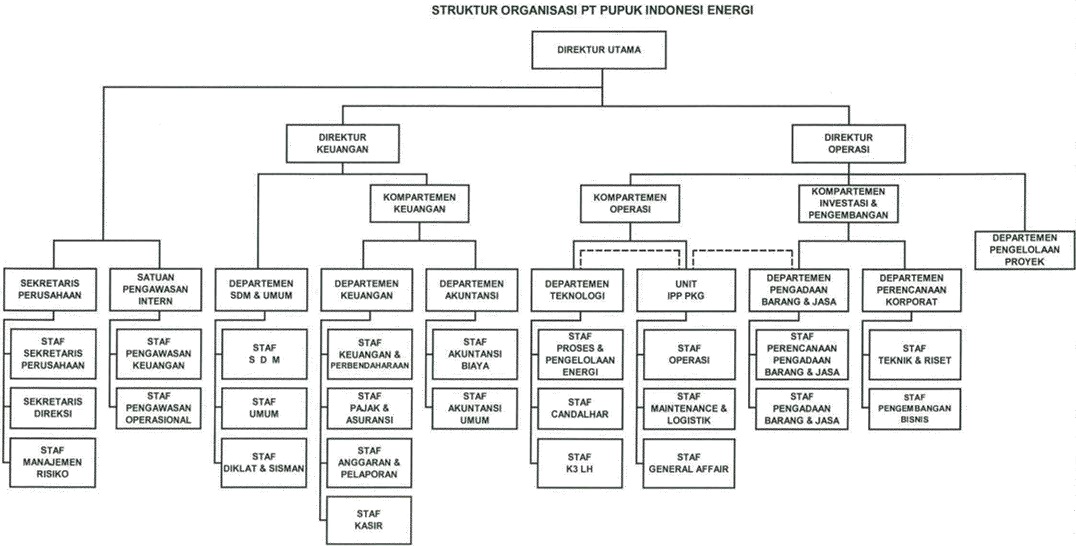 STRUKTUR ORGANISASI PT PUPUK INDONESI ENERGI
DIREKTUR UTAMA
DIREKTUR
KEUANGAN
DIREKTUR
OPERASI
KOMPARTEMEN
KEUANGAN
KOMPARTEMEN
OPERASI
KOMPARTEMEN
INVESTASI &
PENGEMBANGAN
DEPARTEMEN
PENGELOLAAN
PROYEK
SEKRETARIS
PERUSAHAAN
SATUAN
PENGAWASAN
INTERN
DEPARTEMEN
SDM & UMUM
DEPARTEMEN
KEUANGAN
DEPARTEMEN
AKUNTANSI
DEPARTEMEN
TEKNOLOGI
UNIT
IPP PKG
DEPARTEMEN
PENGADAAN
BARANG & JASA
DEPARTEMEN
PERENCANAAN
KORPORAT
STAF
SEKRETARIS
PERUSAHAAN
STAF
PENGAWASAN
KEUANGAN
STAF
S D M
STAF
KEUANGAN &
PERBENDAHARAAN
STAF
AKUNTANSI
BIAYA
STAF
PROSES &
PENGELOLAAN
ENERGI
STAF
OPERASI
STAF
PERENCANAAN
PENGADAAN
BARANG & JASA
STAF
TEKNIK & RISET
SEKRETARIS
DIREKSI
STAF
PENGAWASAN
OPERASIONAL
STAF
UMUM
STAF
PAJAK &
ASURANSI
STAF
AKUNTANSI
UMUM
STAF
CANDALHAR
STAF
MAINTENANCE &
LOGISTIK
STAF
PENGADAAN
BARANG & JASA
STAF
PENGEMBANGAN
BISNIS
STAF
MANAJEMEN
RISIKO
STAF
DIKLAT & SISMAN
STAF
ANGGARAN &
PELAPORAN
STAF
K3 LH
STAF
GENERAL AFFAIR
STAF
KASIR